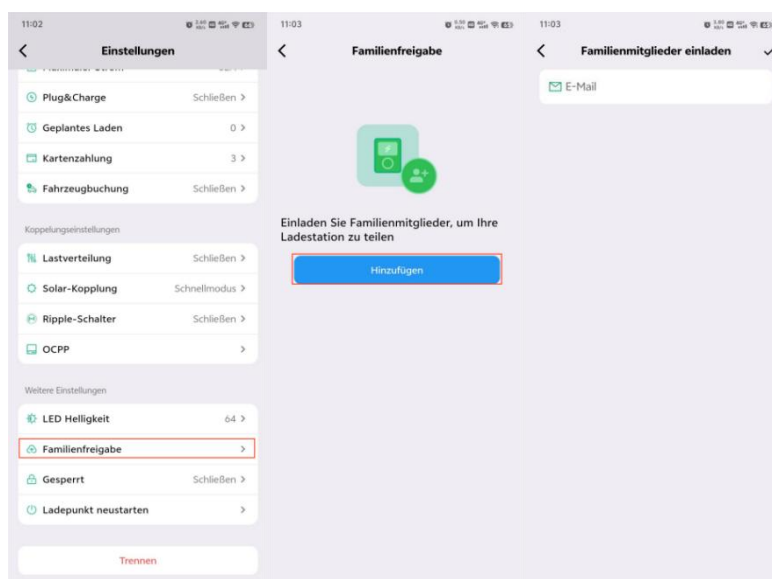 11:02
Einstellungen
Plug&Charge Schließen >
Geplantes Laden 0 >
Kartenzahlung 3 >
Fahrzeugbuchung Schließen >
Koppelungseinstellungen
Lastverteilung Schließen >
Solar-Kopplung Schnellmodus >
Ripple-Schalter Schließen >
OCPP >
Weitere Einstellungen
LED Helligkeit 64 >
Familienfreigabe >
Gesperrt Schließen >
Ladepunkt neustarten >
Trennen
11:03
Familienfreigabe
Einladen Sie Familienmitglieder, um Ihre
Ladestation zu teilen
Hinzufügen
11:03
Familienmitglieder einladen
E-Mail